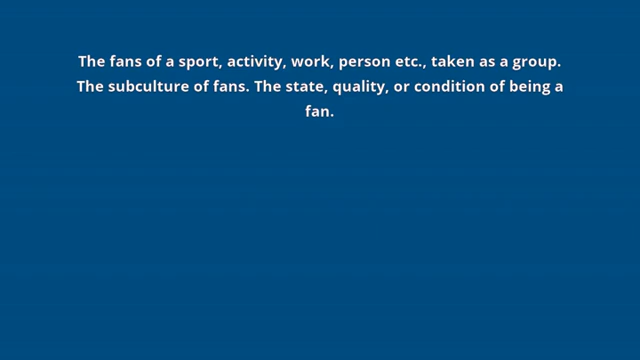 The fans of a sport, activity, work, person etc., taken as a group.
The subculture of fans. The state, quality, or condition of being a
fan.